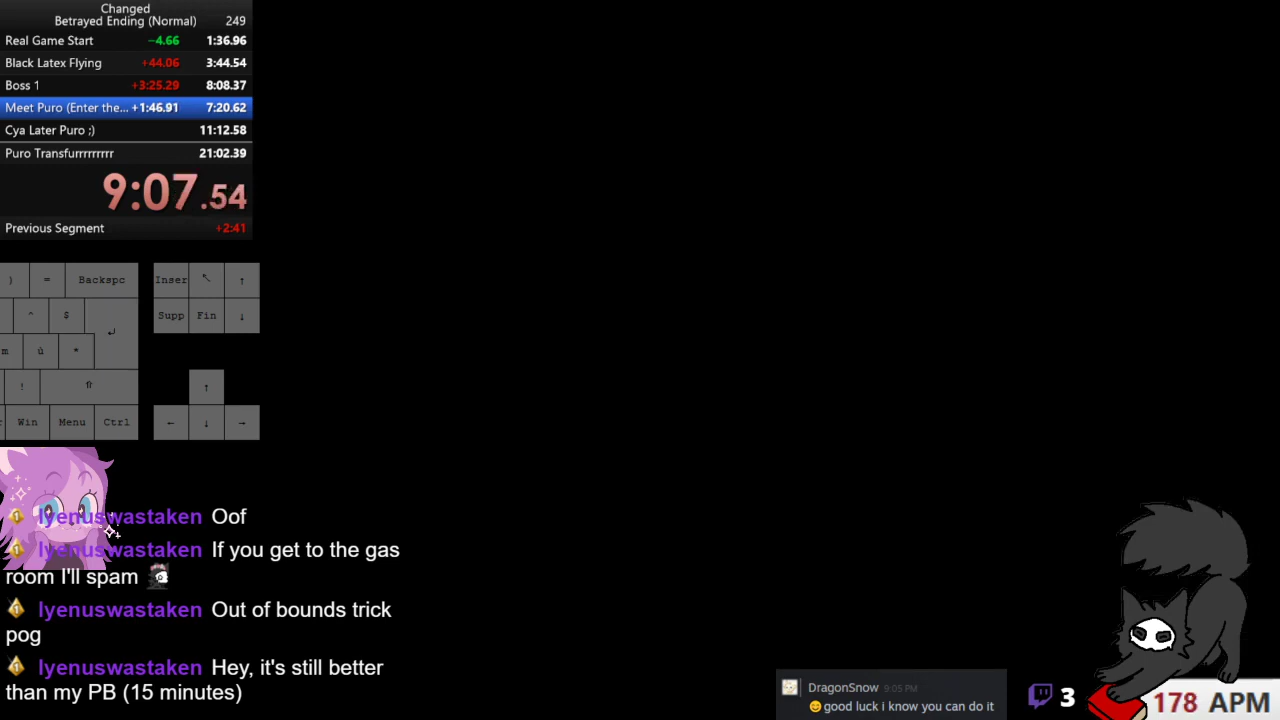 Changed
Betrayed Ending (Normal) 249
Real Game Start -4.66 1:36.96
Black Latex Flying +44.06 3:44.54
Boss 1 +3:25.29 8:08.37
Meet Puro (Enter the... +1:46.91 7:20.62
Cya Later Puro ;) 11:12.58
Puro Transfurrrrrrrr 21:02.39
9:07.54
Previous Segment +2:41
) = Backspc Inser ↖ ↑
^ $ ↵ Supp Fin ↓
m ù *
! ⇧ ↑
Win Menu Ctrl ← ↓ →
lyenuswastaken Oof
lyenuswastaken If you get to the gas
room I'll spam
lyenuswastaken Out of bounds trick
pog
lyenuswastaken Hey, it's still better
than my PB (15 minutes)
DragonSnow 9:05 PM
😊good luck i know you can do it
3
178 APM